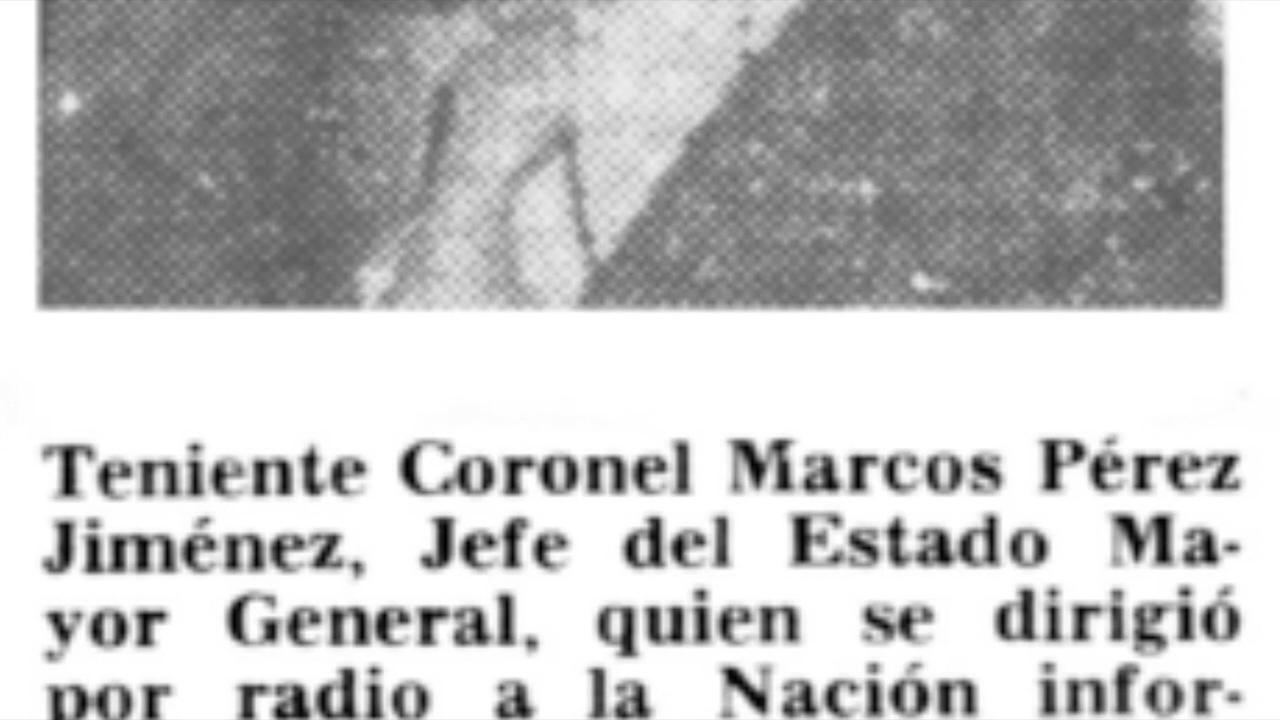 Teniente Coronel Marcos Pérez
Jiménez, Jefe del Estado Ma-
yor General, quien se dirigió
por radio a la Nación infor-